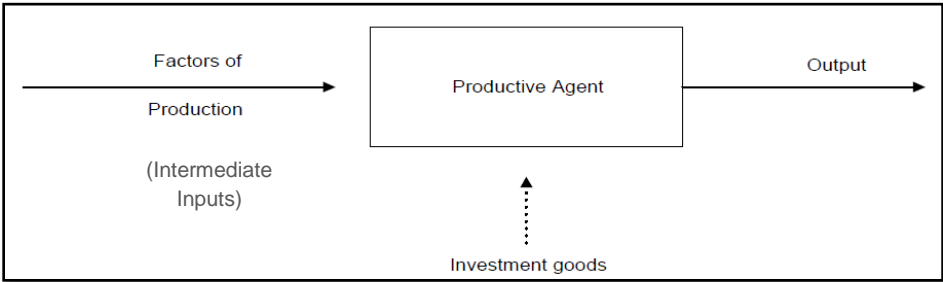 Factors of
Production
(Intermediate
Inputs)
Productive Agent
Output
Investment goods